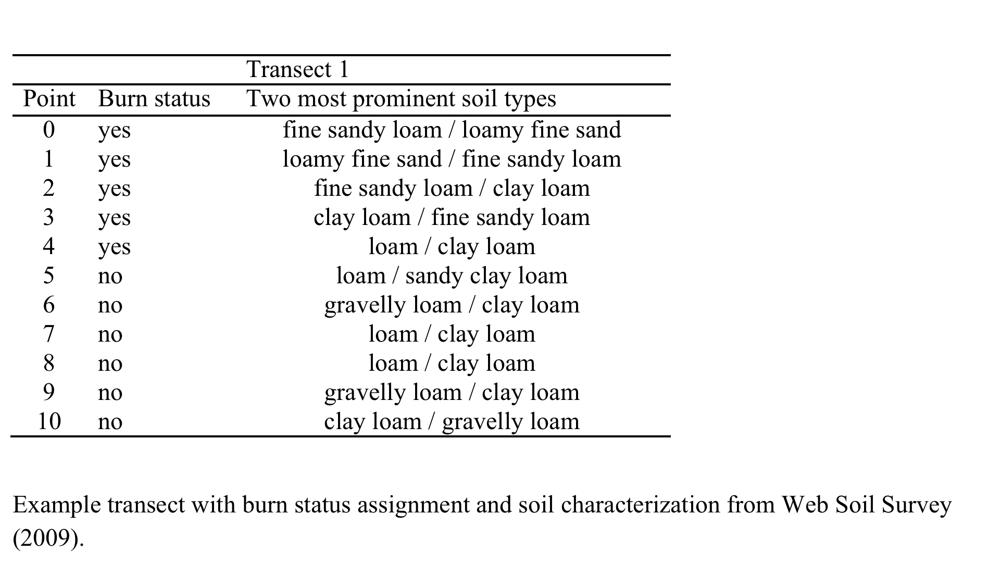 Transect 1
Point Burn status Two most prominent soil types
0 yes fine sandy loam / loamy fine sand
1 yes loamy fine sand / fine sandy loam
2 yes fine sandy loam / clay loam
3 yes clay loam / fine sandy loam
4 yes loam / clay loam
5 no loam / sandy clay loam
6 no gravelly loam / clay loam
7 no loam / clay loam
8 no loam / clay loam
9 no gravelly loam / clay loam
10 no clay loam / gravelly loam
Example transect with burn status assignment and soil characterization from Web Soil Survey
(2009).